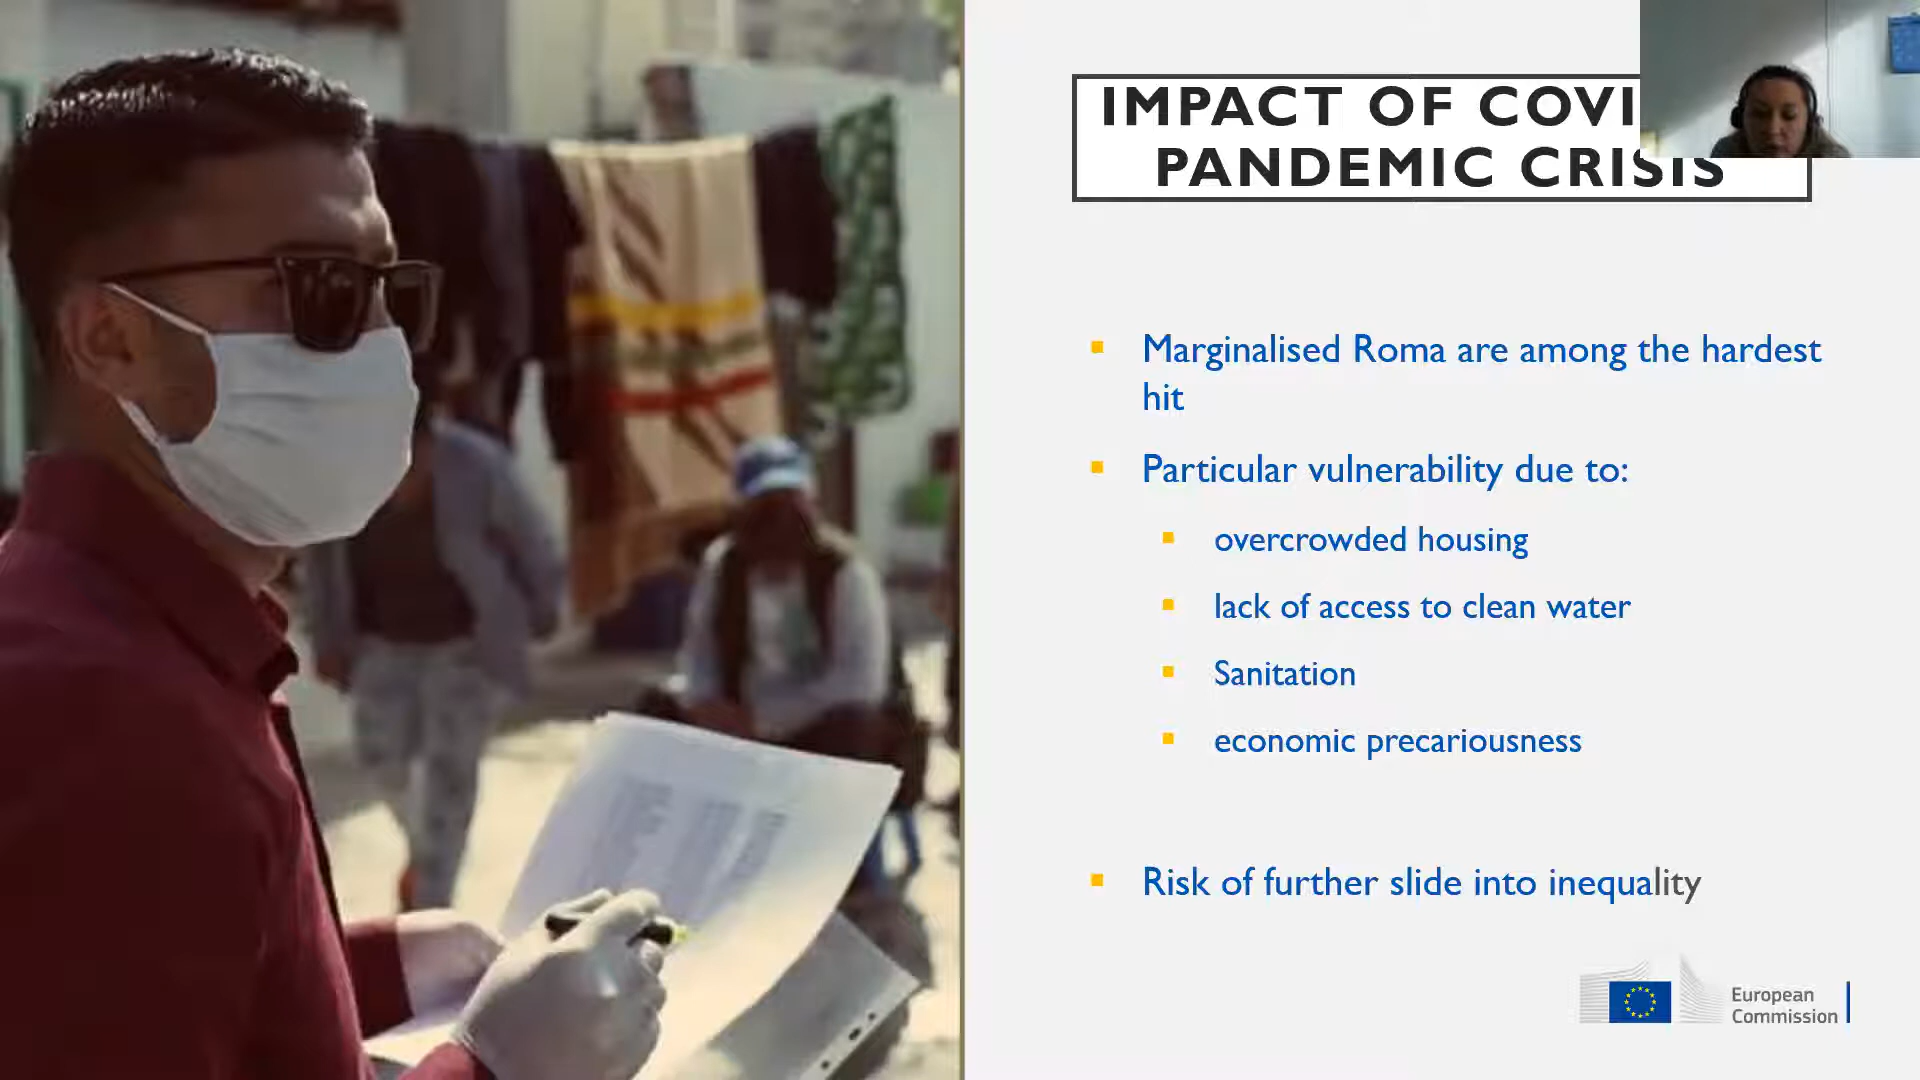 IMPACT OF COVI
PANDEMIC CRISIS
Marginalised Roma are among the hardest
hit
Particular vulnerability due to:
overcrowded housing
lack of access to clean water
Sanitation
economic precariousness
Risk of further slide into inequality
European
Commission